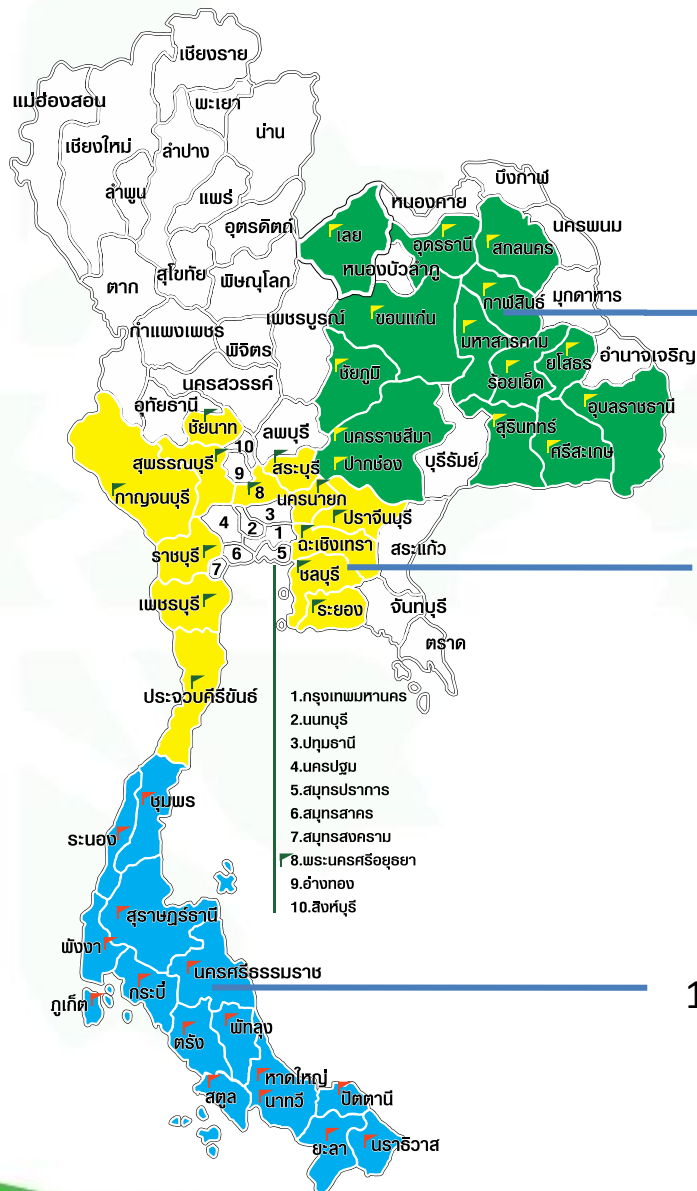 เชียงราย
แม่ฮ่องสอน
พะเยา
เชียงใหม่
น่าน
ลำปาง
ลำพูน
แพร่
อุตรดิตถ์
ตาก
สุโขทัย
พิษณุโลก
กำแพงเพชร
เพชรบูรณ์
พิจิตร
นครสวรรค์
อุทัยธานี
ชัยนาท
ลพบุรี
บึงกาฬ
หนองคาย
นครพนม
เลย
อุดรธานี
สกลนคร
หนองบัวลำภู
กาฬสินธุ์
มุกดาหาร
ขอนแก่น
มหาสารคาม
ยโสธร
อำนาจเจริญ
ชัยภูมิ
ร้อยเอ็ด
อุบลราชธานี
สุรินททร์
นครราชสีมา
ศรีสะเกษ
ปากช่อง
บุรีรัมย์
สุพรรณบุรี
10
สระบุรี
9
กาญจนบุรี
8
นครนายก
3
ปราจีนบุรี
4
2
1
ฉะเชิงเทรา
สระแก้ว
ราชบุรี
6
5
7
ชลบุรี
เพชรบุรี
ระยอง
จันทบุรี
ตราด
ประจวบคีรีขันธ์
1.กรุงเทพมหานคร
2.นนทบุรี
3.ปทุมธานี
4.นครปฐม
5.สมุทรปราการ
6.สมุทรสาคร
7.สมุทรสงคราม
8.พระนครศรีอยุธยา
9.อ่างทอง
10.สิงห์บุรี
ชุมพร
ระนอง
สุราษฎร์ธานี
พังงา
นครศรีธรรมราช
กระบี่
ภูเก็ต
1
พัทลุง
ตรัง
หาดใหญ่
สตูล
นาทวี
ปัตตานี
ยะลา
นราธิวาส